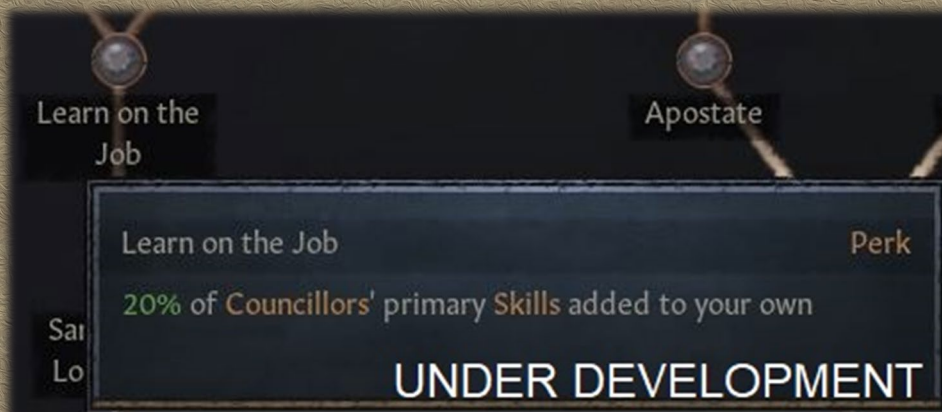 Learn on the
Job
Apostate
Learn on the Job
Perk
20% of Councillors' primary Skills added to your own
UNDER DEVELOPMENT